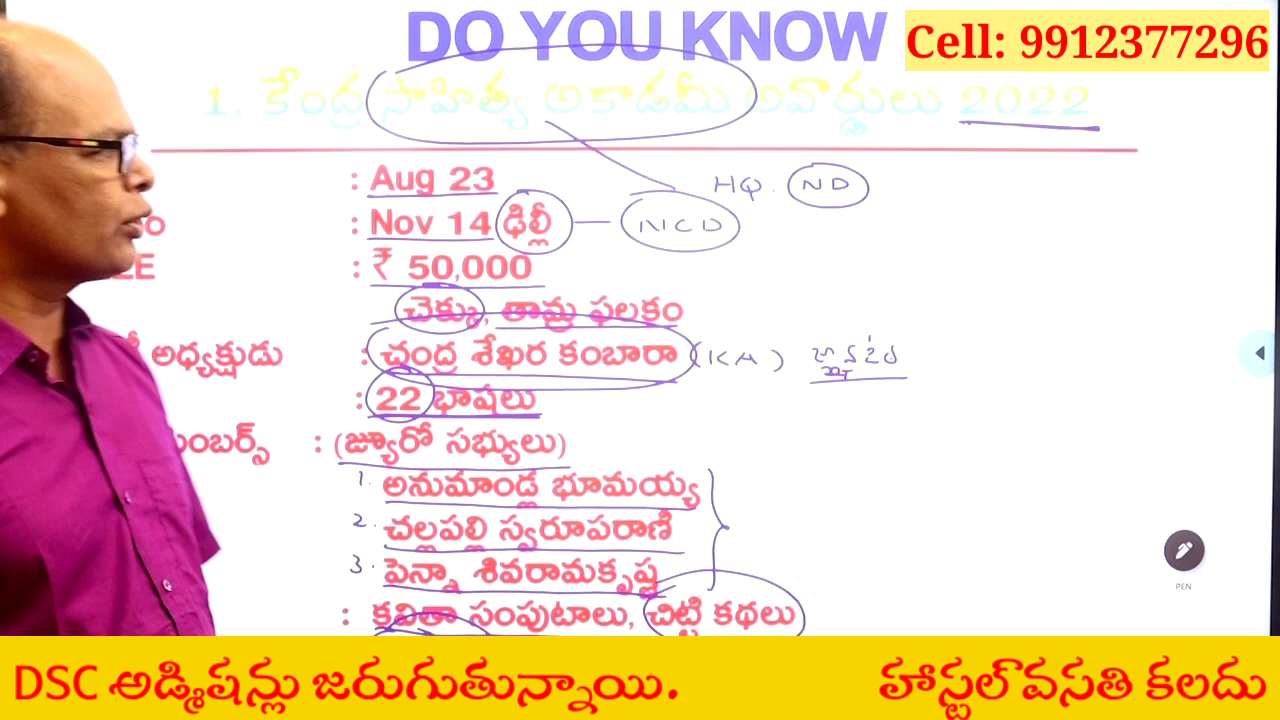 DO YOU KNOW
Cell: 9912377296
1. కేంద్ర సాహిత్య అకాడమీ అవార్డులు 2022
: Aug 23
HQ. ND
: Nov 14 ఢిల్లీ — NCD
: ₹ 50,000
చెక్కు, తామ్ర ఫలకం
అధ్యక్షుడు : చంద్ర శేఖర కంబారా (KA)
: 22 భాషలు
: (జ్యూరో సభ్యులు)
1. అనుమాండ్ల భూమయ్య
2. చల్లపల్లి స్వరూపరాణి
3. పెన్నా శివరామకృష్ణ
: కవితా సంపుటాలు, చిట్టి కథలు
PEN
DSC అడ్మిషన్లు జరుగుతున్నాయి.
హాస్టల్ వసతి కలదు